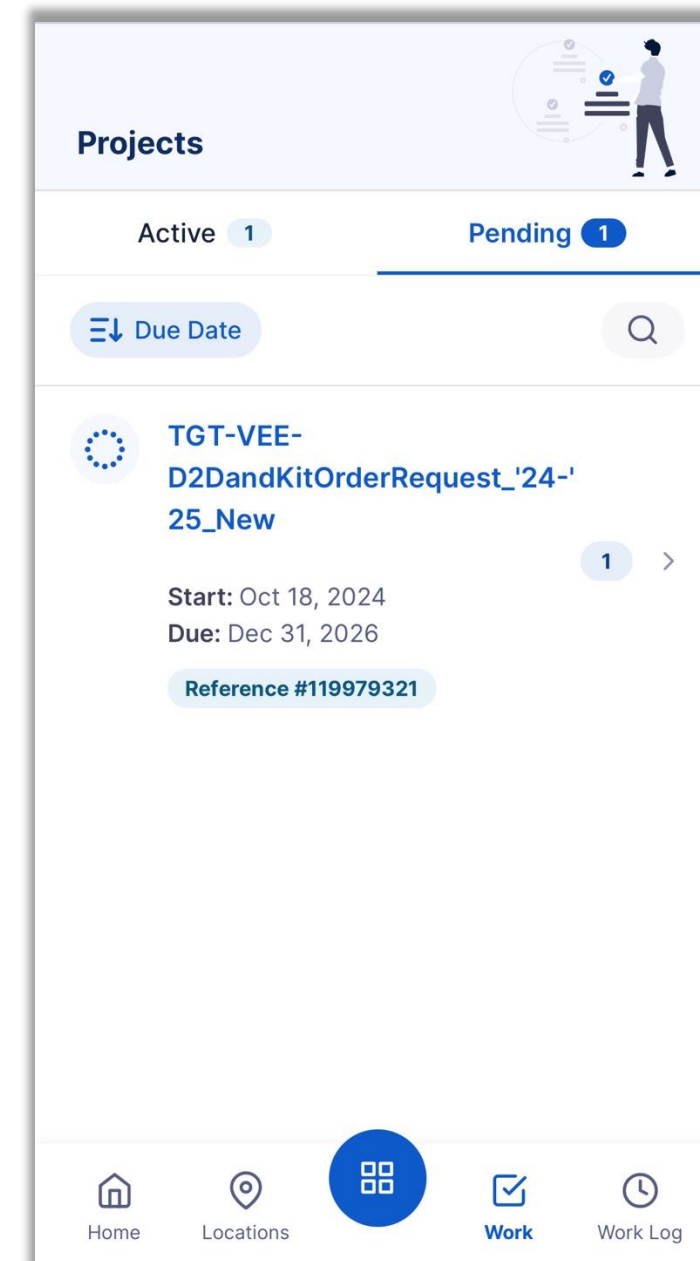 Projects
Active 1
Pending 1
Due Date
TGT-VEE-
D2DandKitOrderRequest_'24-'
25_New
1
Start: Oct 18, 2024
Due: Dec 31, 2026
Reference #119979321
Home
Locations
Work
Work Log